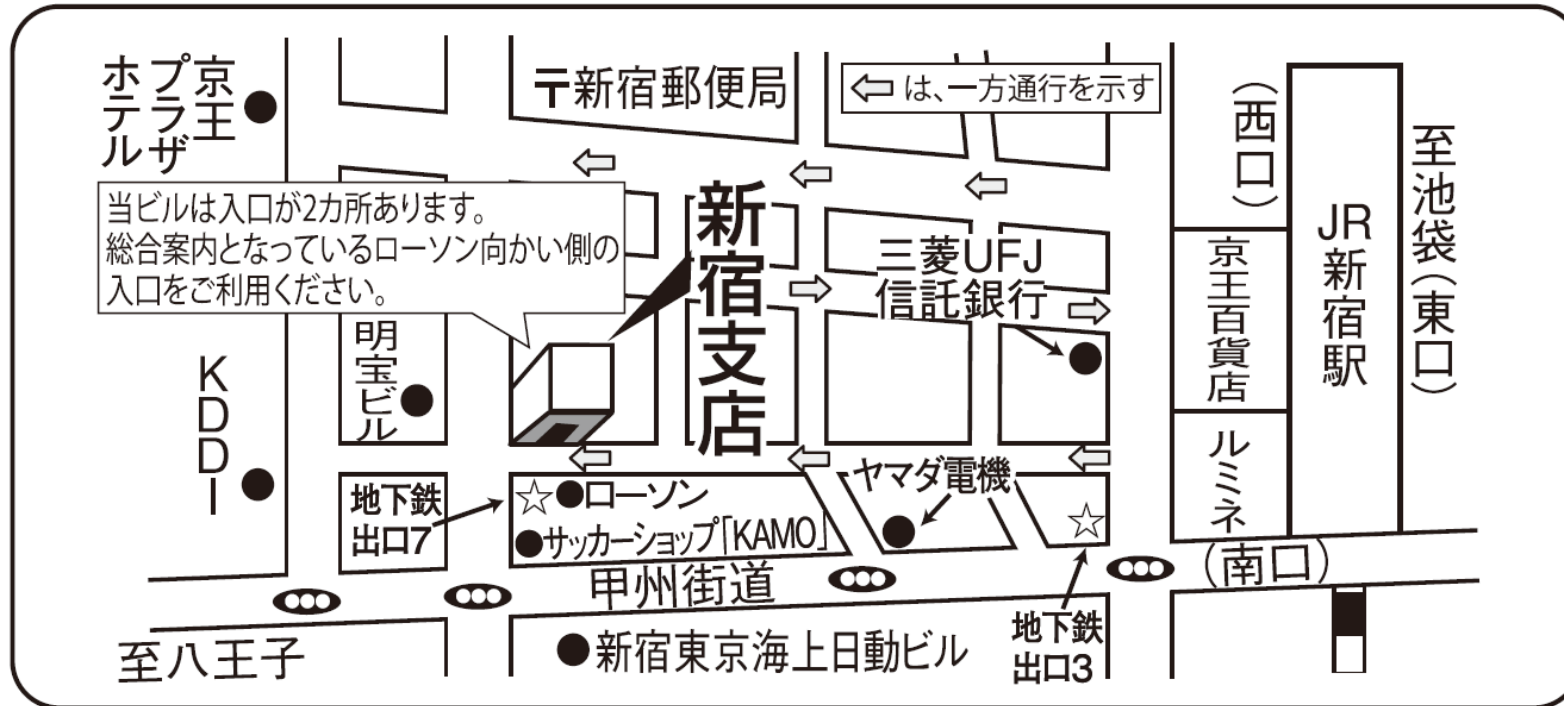 京王
プラザ
ホテル
〒新宿郵便局
⇦は、一方通行を示す
(西口)
JR新宿駅
至池袋(東口)
当ビルは入口が2カ所あります。
総合案内となっているローソン向かい側の
入口をご利用ください。
新宿支店
三菱UFJ
信託銀行
京王百貨店
明宝ビル
KDDI
ルミネ
地下鉄
出口7
☆●ローソン
●サッカーショップ「KAMO」
ヤマダ電機
☆
(南口)
甲州街道
地下鉄
出口3
至八王子
●新宿東京海上日動ビル